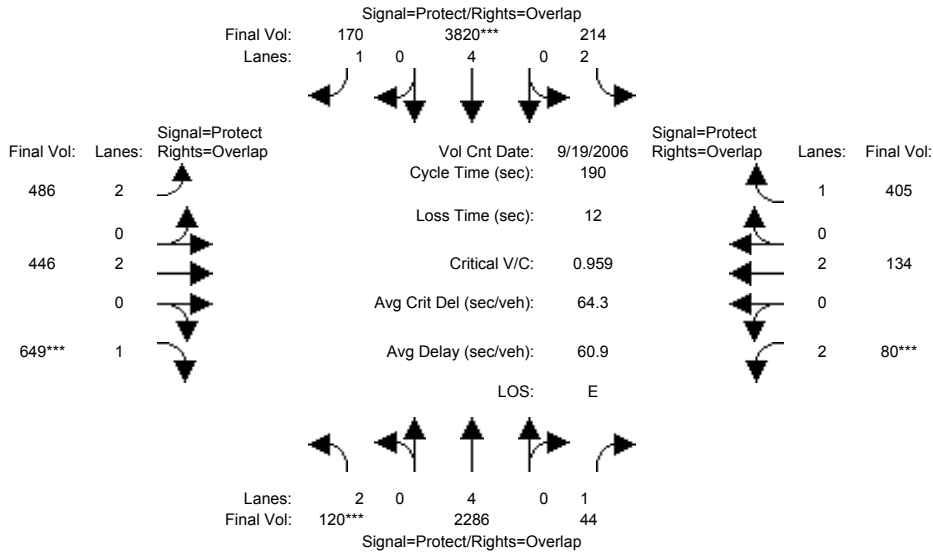 Signal=Protect/Rights=Overlap
Final Vol: 170 3820*** 214
Lanes: 1 0 4 0 2
Signal=Protect Signal=Protect
Final Vol: Lanes: Rights=Overlap Vol Cnt Date: 9/19/2006 Rights=Overlap Lanes: Final Vol:
Cycle Time (sec): 190
486 2 1 405
Loss Time (sec): 12
0 0
446 2 Critical V/C: 0.959 2 134
0 Avg Crit Del (sec/veh): 64.3 0
649*** 1 Avg Delay (sec/veh): 60.9 2 80***
LOS: E
Lanes: 2 0 4 0 1
Final Vol: 120*** 2286 44
Signal=Protect/Rights=Overlap